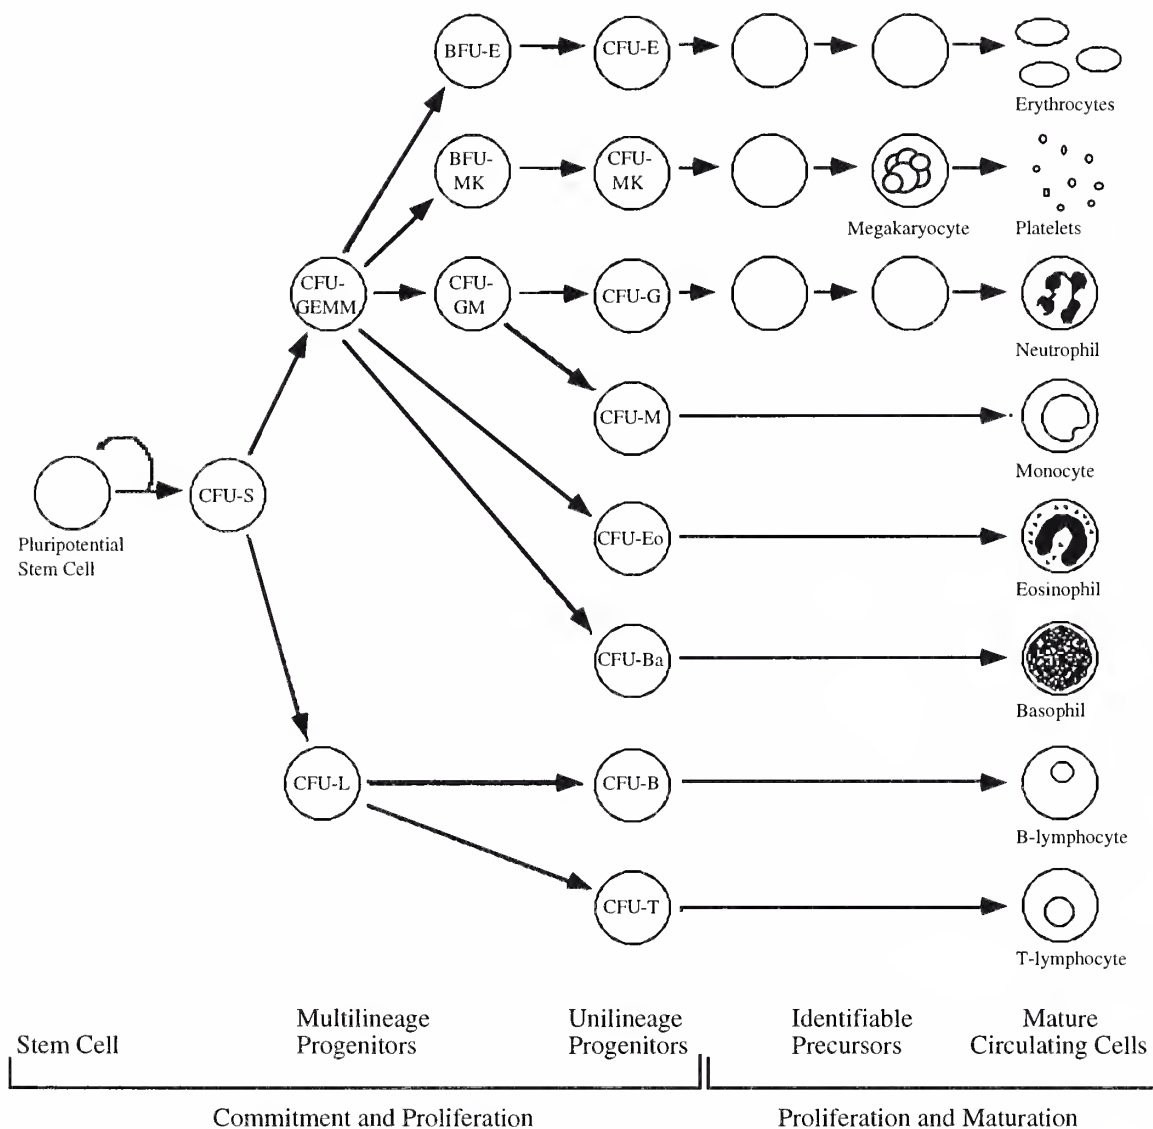 BFU-E
CFU-E
Erythrocytes
BFU-
MK
CFU-
MK
Megakaryocyte
Platelets
CFU-
GEMM
CFU-
GM
CFU-G
Neutrophil
CFU-M
Monocyte
Pluripotential
Stem Cell
CFU-S
CFU-Eo
Eosinophil
CFU-Ba
Basophil
CFU-L
CFU-B
B-lymphocyte
CFU-T
T-lymphocyte
Stem Cell
Multilineage
Progenitors
Unilineage
Progenitors
Identifiable
Precursors
Mature
Circulating Cells
Commitment and Proliferation
Proliferation and Maturation